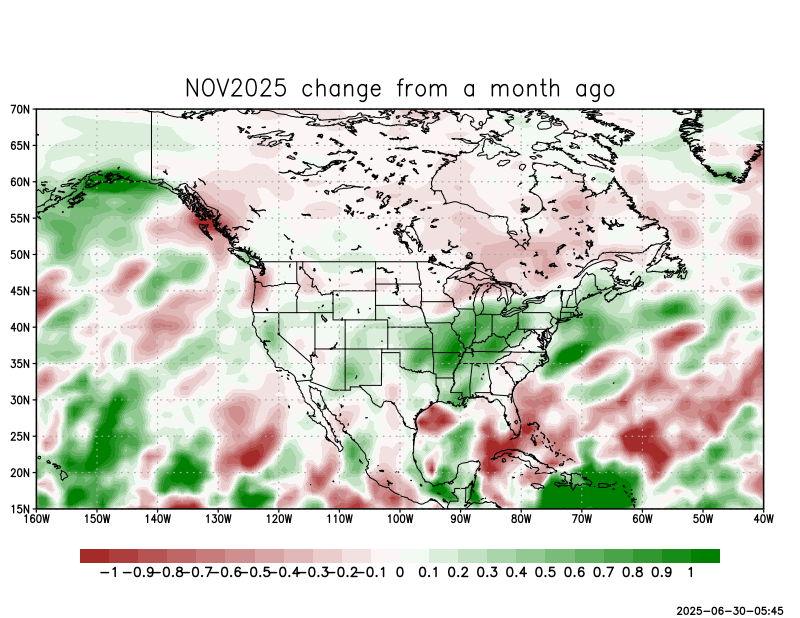 NOV2025 change from a month ago
70N
65N
60N
55N
50N
45N
40N
35N
30N
25N
20N
15N
160W 150W 140W 130W 120W 110W 100W 90W 80W 70W 60W 50W 40W
-1 -0.9 -0.8 -0.7 -0.6 -0.5 -0.4 -0.3 -0.2 -0.1 0 0.1 0.2 0.3 0.4 0.5 0.6 0.7 0.8 0.9 1
2025-06-30-05:45